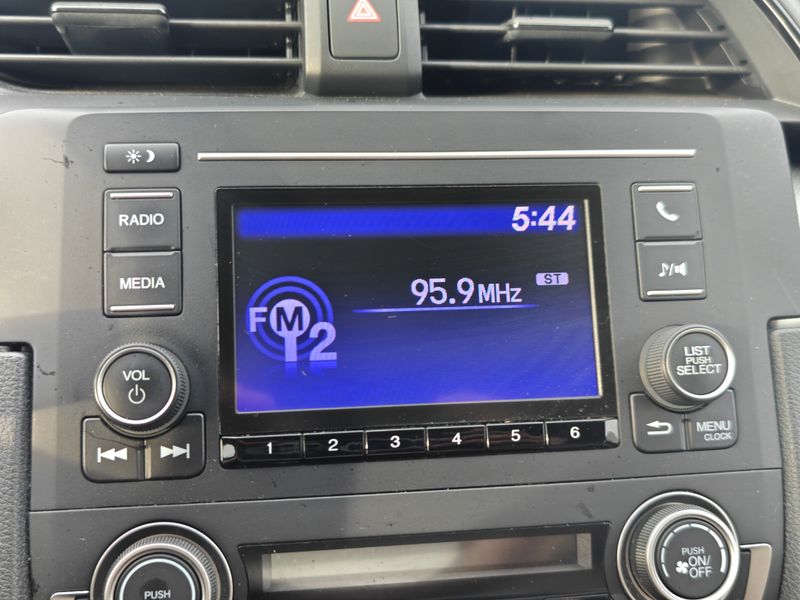 5:44
RADIO
MEDIA
95.9MHz
ST
FM
2
VOL
LIST
PUSH
SELECT
1 2 3 4 5 6
MENU
CLOCK
PUSH
PUSH
ON/
OFF